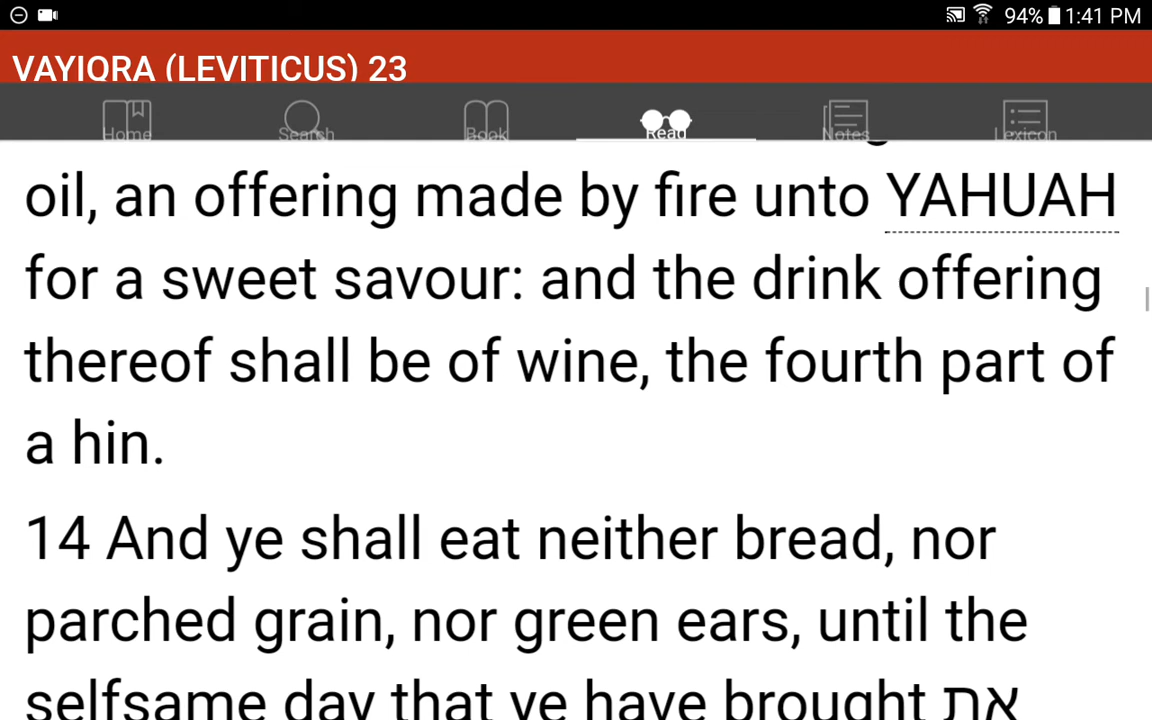 94% 1:41 PM
VAYIQRA (LEVITICUS) 23
Home Search Book Read Notes Lexicon
oil, an offering made by fire unto YAHUAH
for a sweet savour: and the drink offering
thereof shall be of wine, the fourth part of
a hin.
14 And ye shall eat neither bread, nor
parched grain, nor green ears, until the
selfsame day that ye have brought את